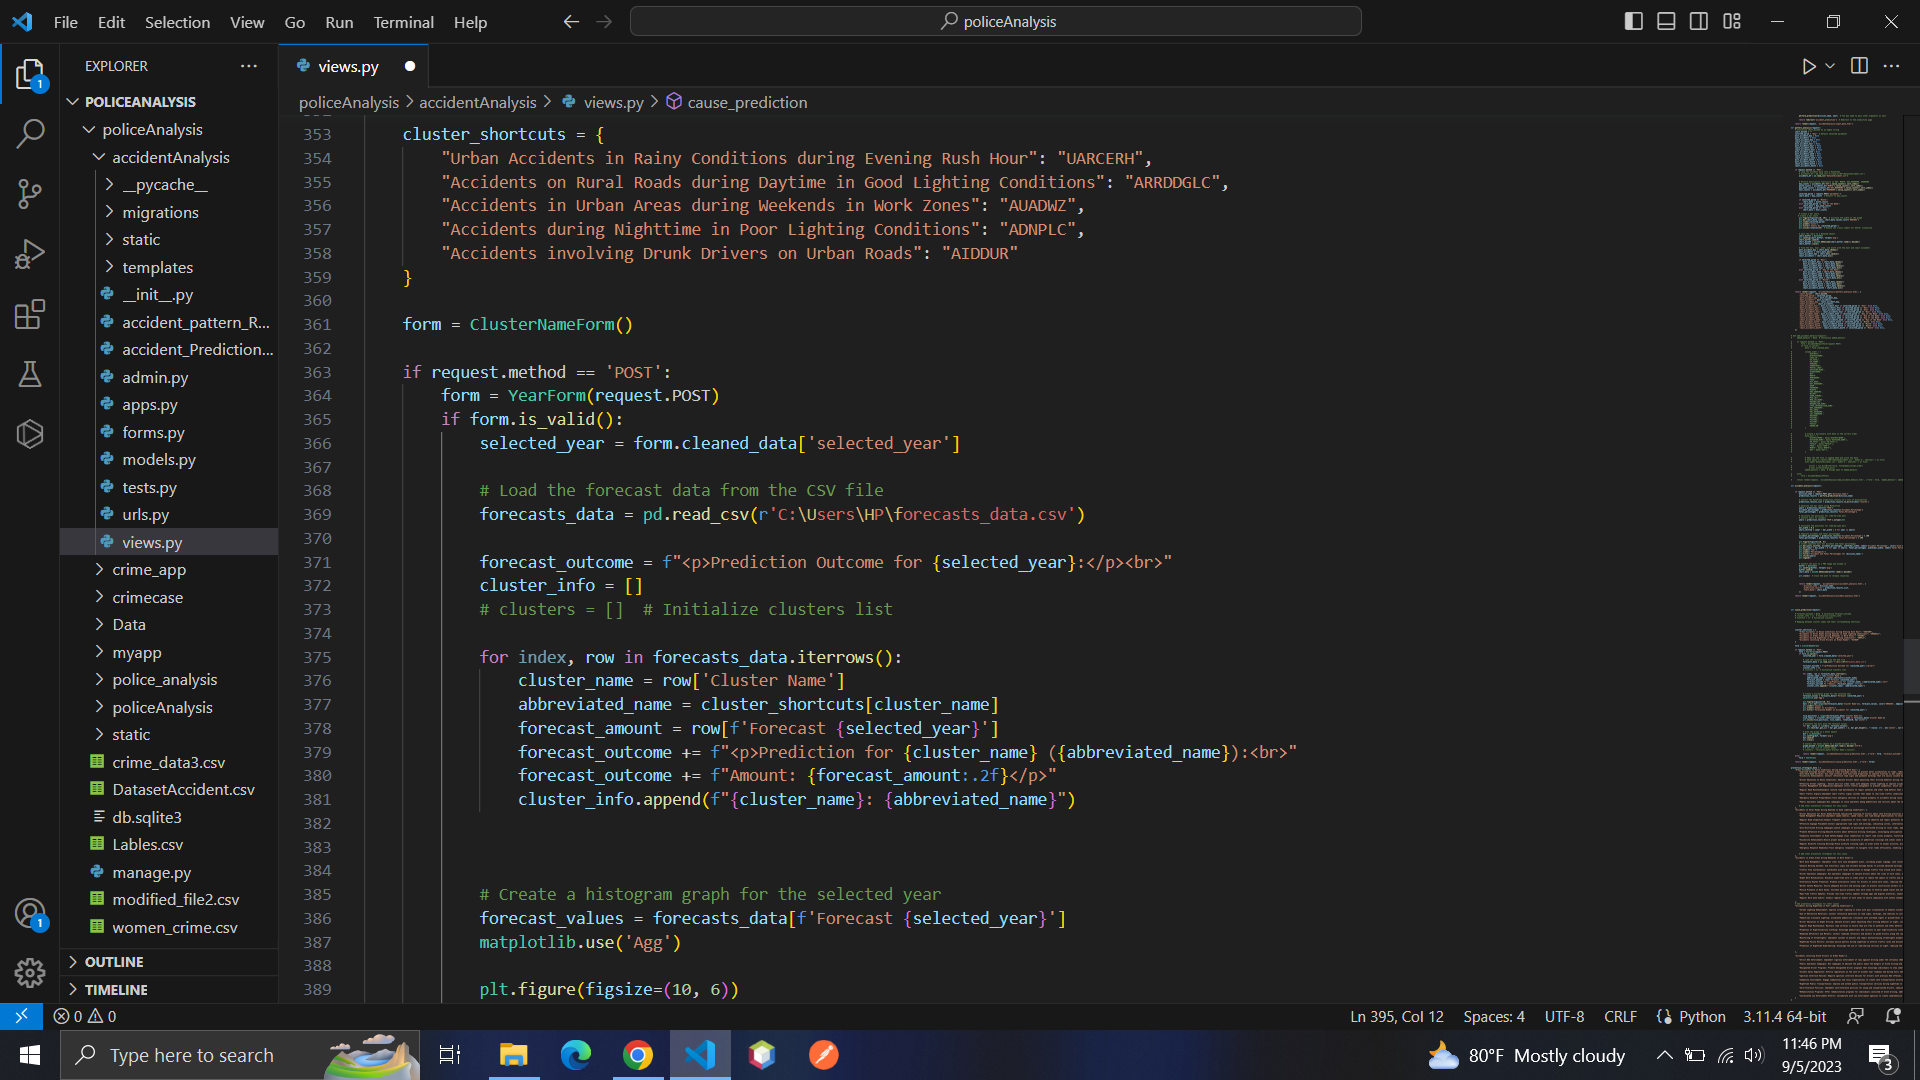 File Edit Selection View Go Run Terminal Help
policeAnalysis
EXPLORER
views.py
1
POLICEANALYSIS
policeAnalysis
accidentAnalysis
__pycache__
migrations
static
templates
__init__.py
accident_pattern_R...
accident_Prediction...
admin.py
apps.py
forms.py
models.py
tests.py
urls.py
views.py
crime_app
crimecase
Data
myapp
police_analysis
policeAnalysis
static
crime_data3.csv
DatasetAccident.csv
db.sqlite3
Lables.csv
manage.py
modified_file2.csv
women_crime.csv
1
OUTLINE
TIMELINE
policeAnalysis > accidentAnalysis > views.py > cause_prediction
353 cluster_shortcuts = {
354 "Urban Accidents in Rainy Conditions during Evening Rush Hour": "UARCERH",
355 "Accidents on Rural Roads during Daytime in Good Lighting Conditions": "ARRDDGLC",
356 "Accidents in Urban Areas during Weekends in Work Zones": "AUADWZ",
357 "Accidents during Nighttime in Poor Lighting Conditions": "ADNPLC",
358 "Accidents involving Drunk Drivers on Urban Roads": "AIDDUR"
359 }
360
361 form = ClusterNameForm()
362
363 if request.method == 'POST':
364 form = YearForm(request.POST)
365 if form.is_valid():
366 selected_year = form.cleaned_data['selected_year']
367
368 # Load the forecast data from the CSV file
369 forecasts_data = pd.read_csv(r'C:\Users\HP\forecasts_data.csv')
370
371 forecast_outcome = f"<p>Prediction Outcome for {selected_year}:</p><br>"
372 cluster_info = []
373 # clusters = [] # Initialize clusters list
374
375 for index, row in forecasts_data.iterrows():
376 cluster_name = row['Cluster Name']
377 abbreviated_name = cluster_shortcuts[cluster_name]
378 forecast_amount = row[f'Forecast {selected_year}']
379 forecast_outcome += f"<p>Prediction for {cluster_name} ({abbreviated_name}):<br>"
380 forecast_outcome += f"Amount: {forecast_amount:.2f}</p>"
381 cluster_info.append(f"{cluster_name}: {abbreviated_name}")
382
383
384
385 # Create a histogram graph for the selected year
386 forecast_values = forecasts_data[f'Forecast {selected_year}']
387 matplotlib.use('Agg')
388
389 plt.figure(figsize=(10, 6))
0 0
Ln 395, Col 12 Spaces: 4 UTF-8 CRLF Python 3.11.4 64-bit
Type here to search
80°F Mostly cloudy
11:46 PM
9/5/2023
3